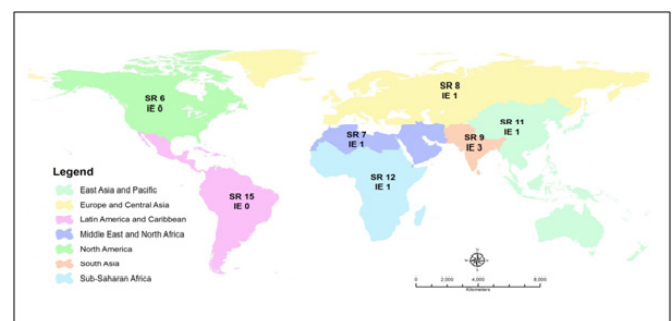 SR 6
IE 0
SR 8
IE 1
SR 7
IE 1
SR 9
IE 3
SR 11
IE 1
SR 12
IE 1
SR 15
IE 0
Legend
East Asia and Pacific
Europe and Central Asia
Latin America and Caribbean
Middle East and North Africa
North America
South Asia
Sub-Saharan Africa
0 2,000 4,000 8,000
Kilometers